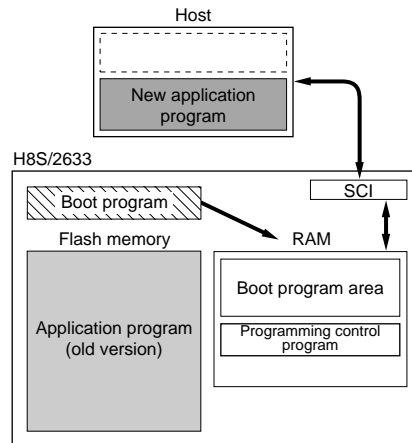 Host
New application
program
H8S/2633
SCI
Boot program
Flash memory
RAM
Application program
(old version)
Boot program area
Programming control
program